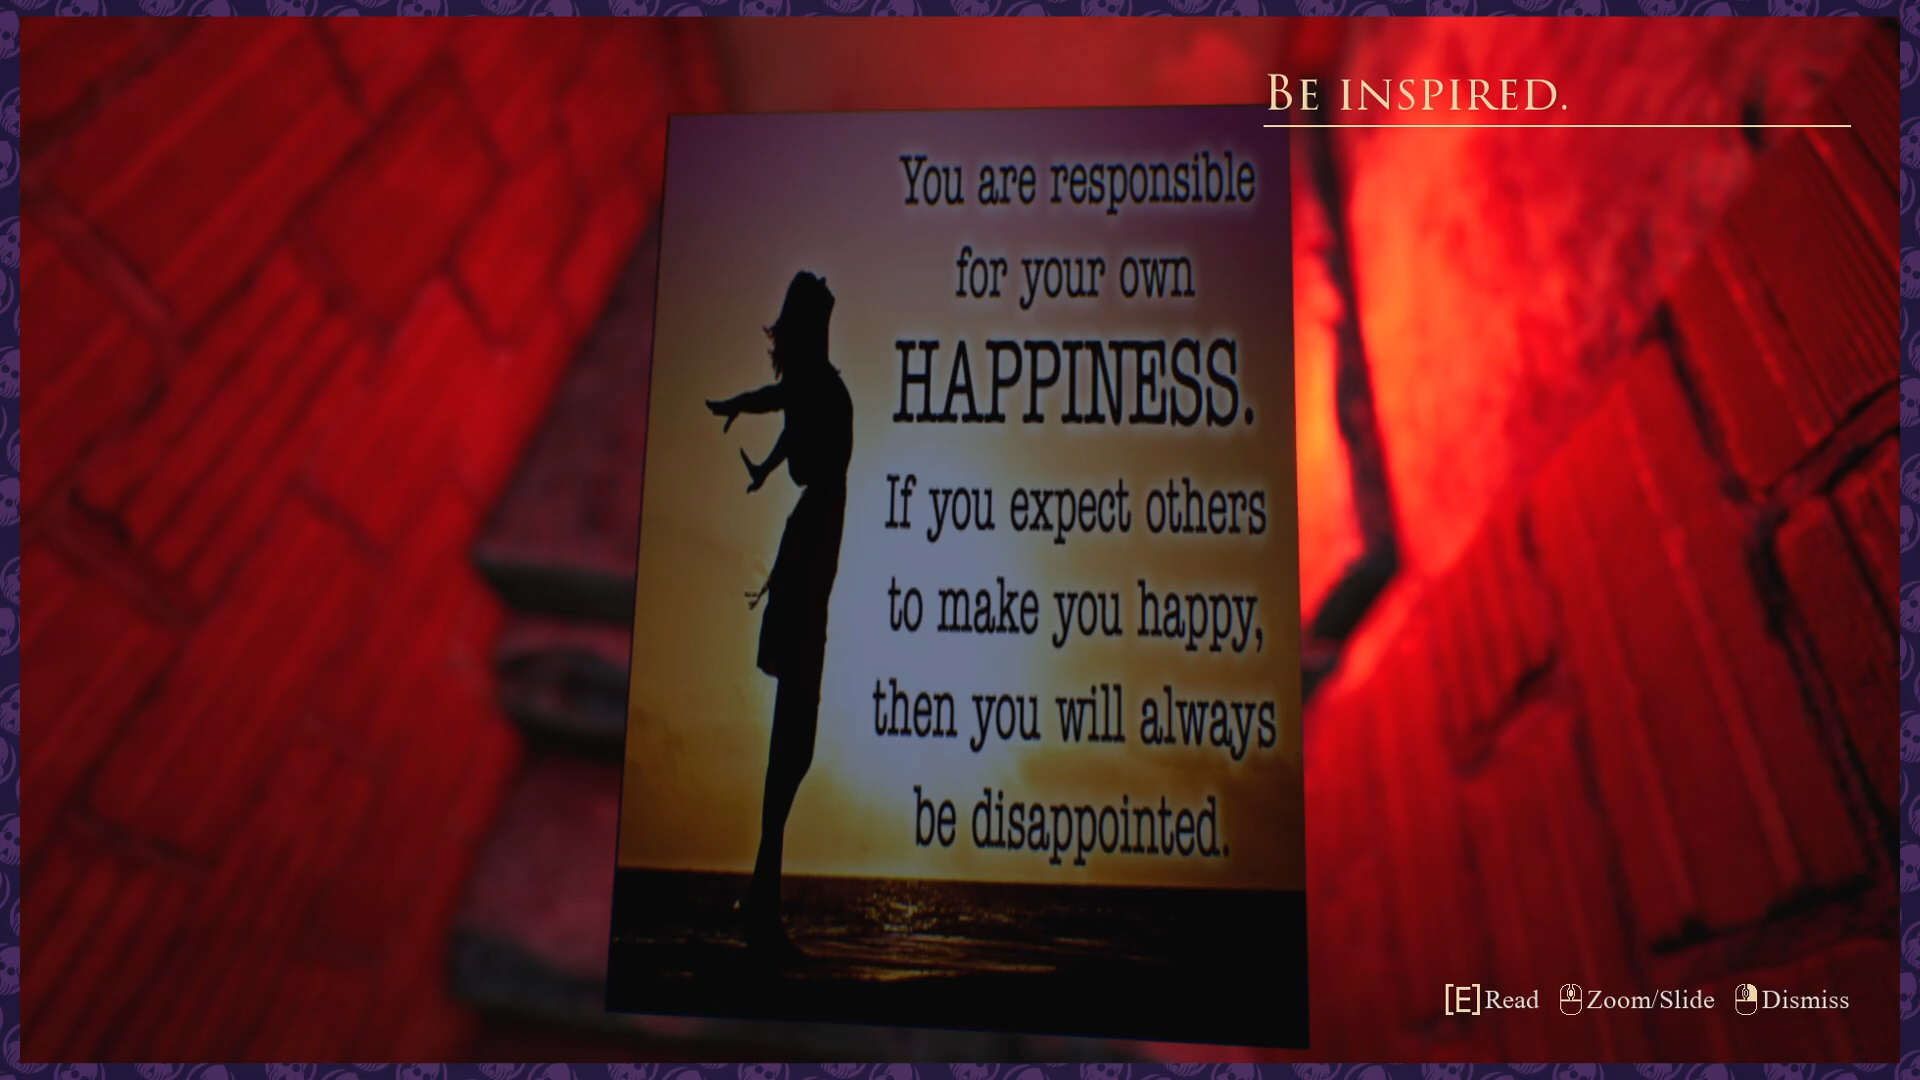 Be inspired.
You are responsible
for your own
HAPPINESS.
If you expect others
to make you happy,
then you will always
be disappointed.
[E]Read Zoom/Slide Dismiss